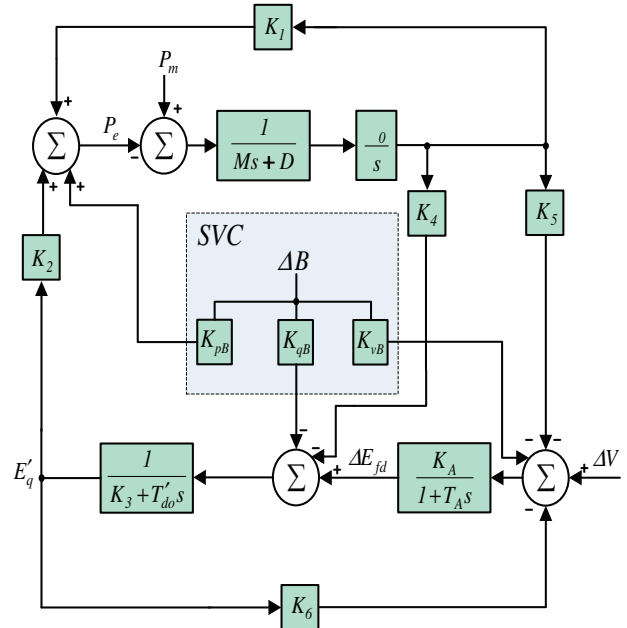 K1
Pm
Pe
Σ
Σ
1
Ms + D
0
s
K4
K5
SVC
ΔB
K2
KpB
KqB
KvB
E′q
1
K3 + T′do s
Σ
ΔEfd
KA
1+TA s
Σ
ΔV
K6